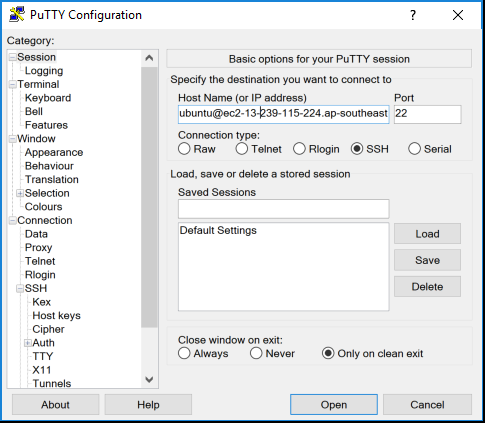 PuTTY Configuration
?
Category:
Session
Logging
Terminal
Keyboard
Bell
Features
Window
Appearance
Behaviour
Translation
Selection
Colours
Connection
Data
Proxy
Telnet
Rlogin
SSH
Kex
Host keys
Cipher
Auth
TTY
X11
Tunnels
Basic options for your PuTTY session
Specify the destination you want to connect to
Host Name (or IP address) Port
ubuntu@ec2-13-239-115-224.ap-southeast 22
Connection type:
Raw Telnet Rlogin SSH Serial
Load, save or delete a stored session
Saved Sessions
Default Settings
Load
Save
Delete
Close window on exit:
Always Never Only on clean exit
About Help Open Cancel